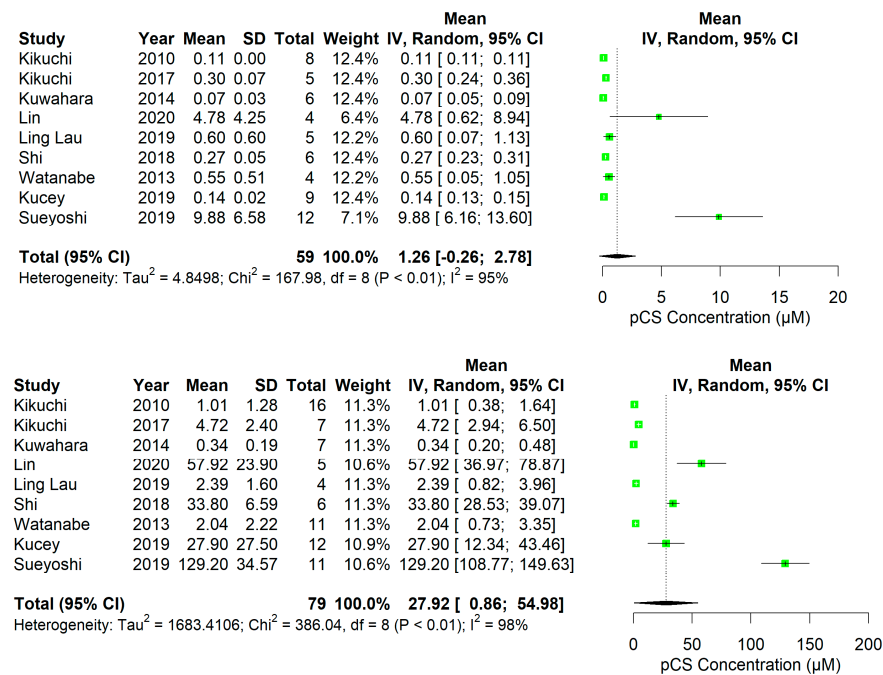 Mean Mean
Study Year Mean SD Total Weight IV, Random, 95% CI IV, Random, 95% CI
Kikuchi 2010 0.11 0.00 8 12.4% 0.11 [ 0.11; 0.11]
Kikuchi 2017 0.30 0.07 5 12.4% 0.30 [ 0.24; 0.36]
Kuwahara 2014 0.07 0.03 6 12.4% 0.07 [ 0.05; 0.09]
Lin 2020 4.78 4.25 4 6.4% 4.78 [ 0.62; 8.94]
Ling Lau 2019 0.60 0.60 5 12.2% 0.60 [ 0.07; 1.13]
Shi 2018 0.27 0.05 6 12.4% 0.27 [ 0.23; 0.31]
Watanabe 2013 0.55 0.51 4 12.2% 0.55 [ 0.05; 1.05]
Kucey 2019 0.14 0.02 9 12.4% 0.14 [ 0.13; 0.15]
Sueyoshi 2019 9.88 6.58 12 7.1% 9.88 [ 6.16; 13.60]
Total (95% CI) 59 100.0% 1.26 [-0.26; 2.78]
Heterogeneity: Tau² = 4.8498; Chi² = 167.98, df = 8 (P < 0.01); I² = 95%
0 5 10 15 20
pCS Concentration (µM)
Mean Mean
Study Year Mean SD Total Weight IV, Random, 95% CI IV, Random, 95% CI
Kikuchi 2010 1.01 1.28 16 11.3% 1.01 [ 0.38; 1.64]
Kikuchi 2017 4.72 2.40 7 11.3% 4.72 [ 2.94; 6.50]
Kuwahara 2014 0.34 0.19 7 11.3% 0.34 [ 0.20; 0.48]
Lin 2020 57.92 23.90 5 10.6% 57.92 [ 36.97; 78.87]
Ling Lau 2019 2.39 1.60 4 11.3% 2.39 [ 0.82; 3.96]
Shi 2018 33.80 6.59 6 11.3% 33.80 [ 28.53; 39.07]
Watanabe 2013 2.04 2.22 11 11.3% 2.04 [ 0.73; 3.35]
Kucey 2019 27.90 27.50 12 10.9% 27.90 [ 12.34; 43.46]
Sueyoshi 2019 129.20 34.57 11 10.6% 129.20 [108.77; 149.63]
Total (95% CI) 79 100.0% 27.92 [ 0.86; 54.98]
Heterogeneity: Tau² = 1683.4106; Chi² = 386.04, df = 8 (P < 0.01); I² = 98%
0 50 100 150 200
pCS Concentration (µM)